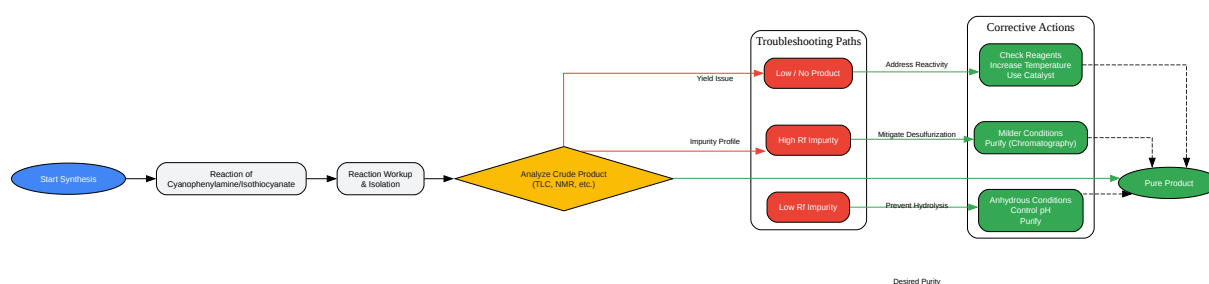 Start Synthesis
Reaction of
Cyanophenylamine/Isothiocyanate
Reaction Workup
& Isolation
Analyze Crude Product
(TLC, NMR, etc.)
Yield Issue
Impurity Profile
Troubleshooting Paths
Low / No Product
High Rf Impurity
Low Rf Impurity
Address Reactivity
Mitigate Desulfurization
Prevent Hydrolysis
Corrective Actions
Check Reagents
Increase Temperature
Use Catalyst
Milder Conditions
Purify (Chromatography)
Anhydrous Conditions
Control pH
Purify
Pure Product
Desired Purity